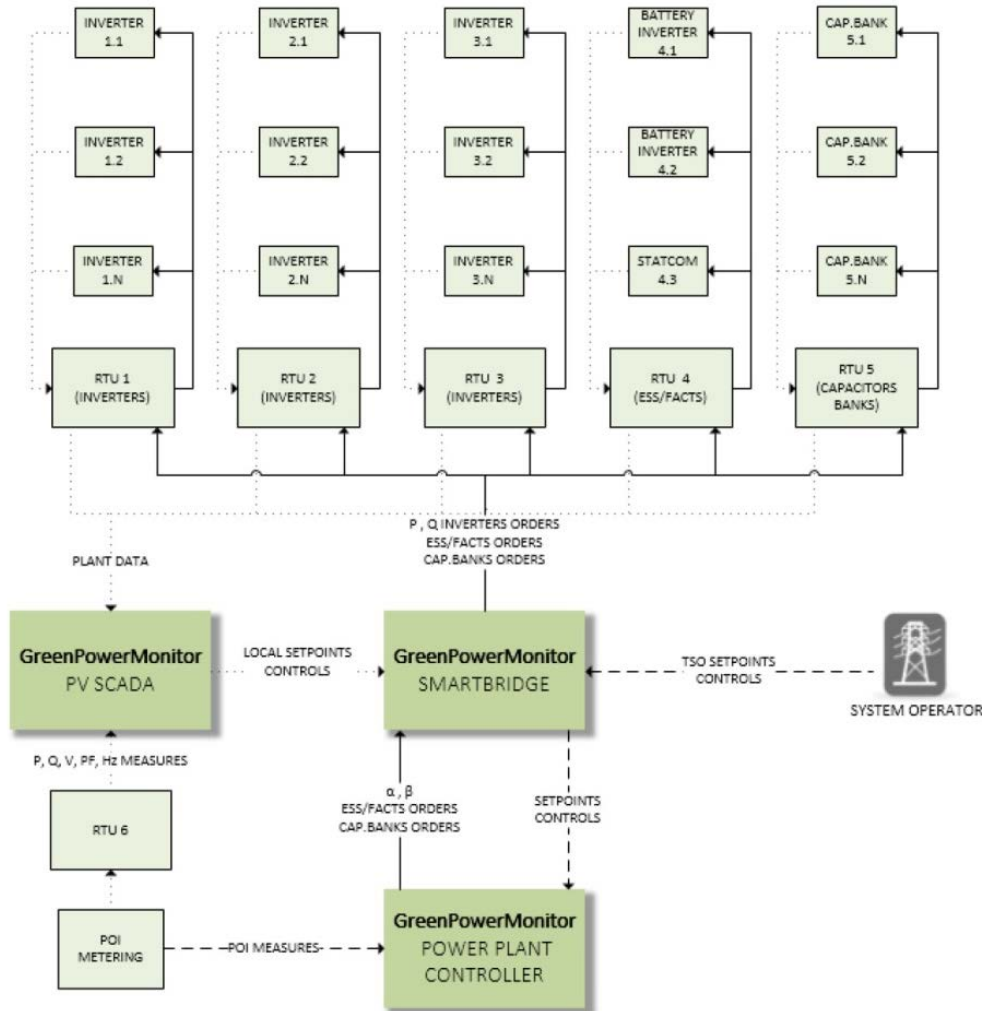 INVERTER
1.1
INVERTER
2.1
INVERTER
3.1
BATTERY
INVERTER
4.1
CAP.BANK
5.1
INVERTER
1.2
INVERTER
2.2
INVERTER
3.2
BATTERY
INVERTER
4.2
CAP.BANK
5.2
INVERTER
1.N
INVERTER
2.N
INVERTER
3.N
STATCOM
4.3
CAP.BANK
5.N
RTU 1
(INVERTERS)
RTU 2
(INVERTERS)
RTU 3
(INVERTERS)
RTU 4
(ESS/FACTS)
RTU 5
(CAPACITORS
BANKS)
P , Q INVERTERS ORDERS
ESS/FACTS ORDERS
CAP.BANKS ORDERS
PLANT DATA
GreenPowerMonitor
PV SCADA
LOCAL SETPOINTS
CONTROLS
GreenPowerMonitor
SMARTBRIDGE
TSO SETPOINTS
CONTROLS
SYSTEM OPERATOR
P, Q, V, PF, Hz MEASURES
α , β
ESS/FACTS ORDERS
CAP.BANKS ORDERS
SETPOINTS
CONTROLS
RTU 6
POI
METERING
POI MEASURES
GreenPowerMonitor
POWER PLANT
CONTROLLER